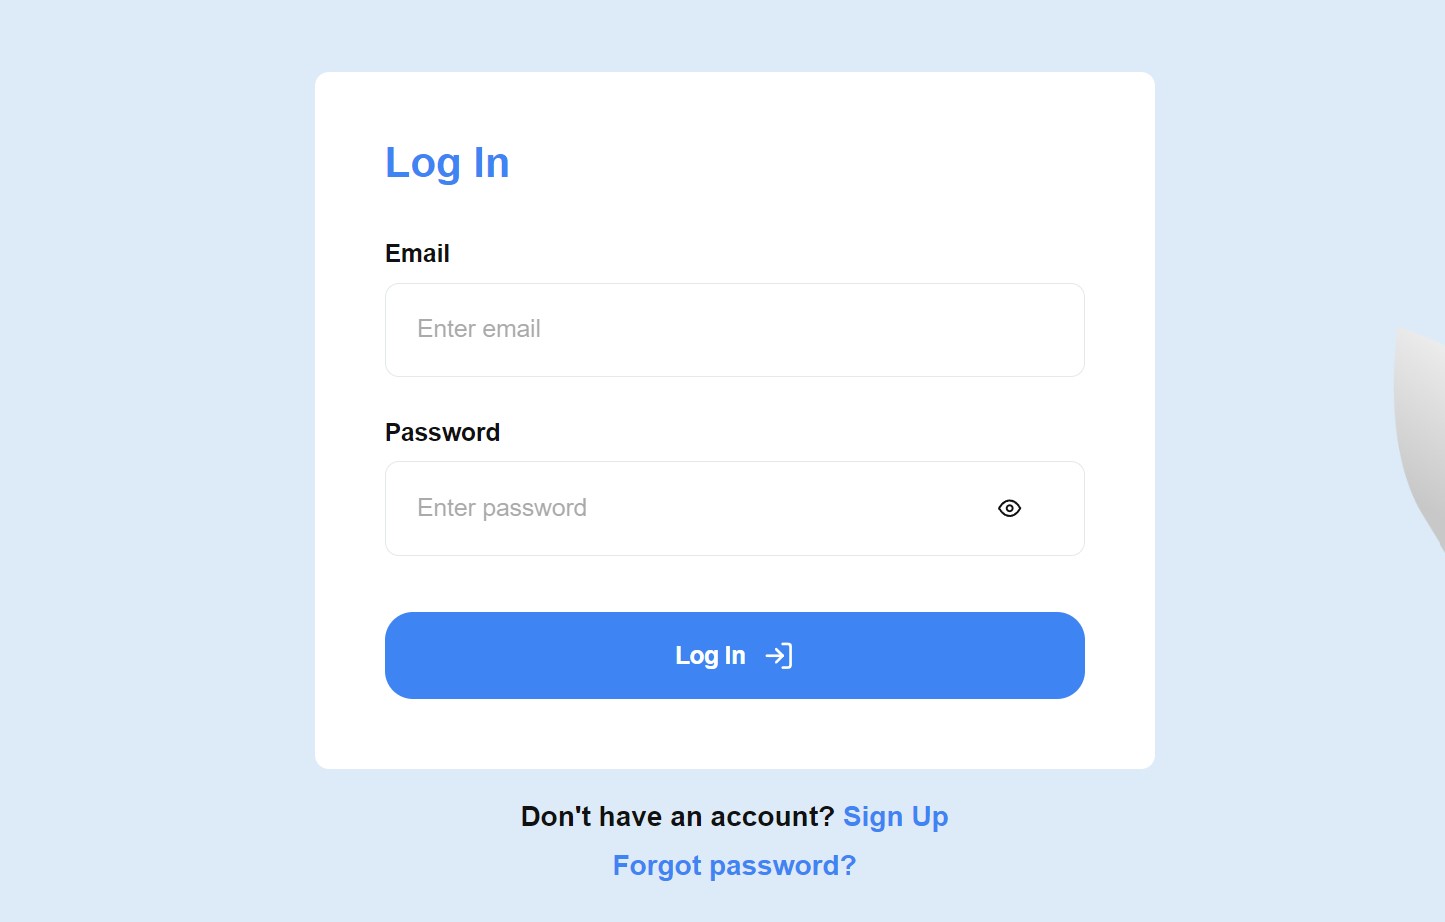 Log In
Email
Enter email
Password
Enter password
Log In
Don't have an account? Sign Up
Forgot password?